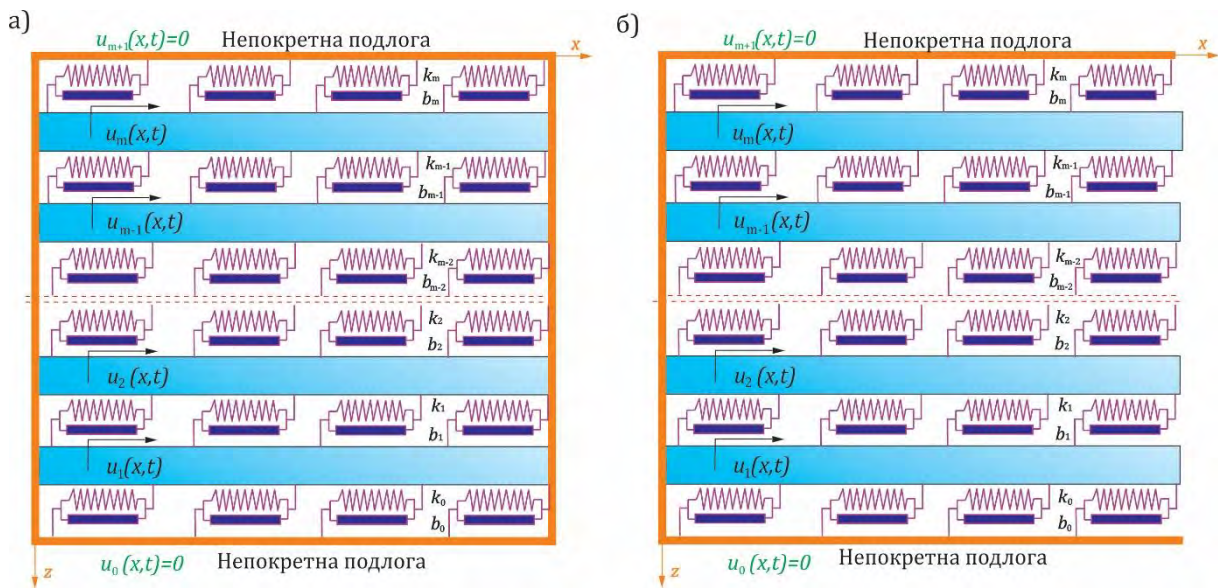 а)
u_{m+1}(x,t)=0 Непокретна подлога
x
k_m
b_m
u_m(x,t)
k_{m-1}
b_{m-1}
u_{m-1}(x,t)
k_{m-2}
b_{m-2}
k_2
b_2
u_2(x,t)
k_1
b_1
u_1(x,t)
k_0
b_0
u_0(x,t)=0 Непокретна подлога
z
б)
u_{m+1}(x,t)=0 Непокретна подлога
x
k_m
b_m
u_m(x,t)
k_{m-1}
b_{m-1}
u_{m-1}(x,t)
k_{m-2}
b_{m-2}
k_2
b_2
u_2(x,t)
k_1
b_1
u_1(x,t)
k_0
b_0
u_0(x,t)=0 Непокретна подлога
z